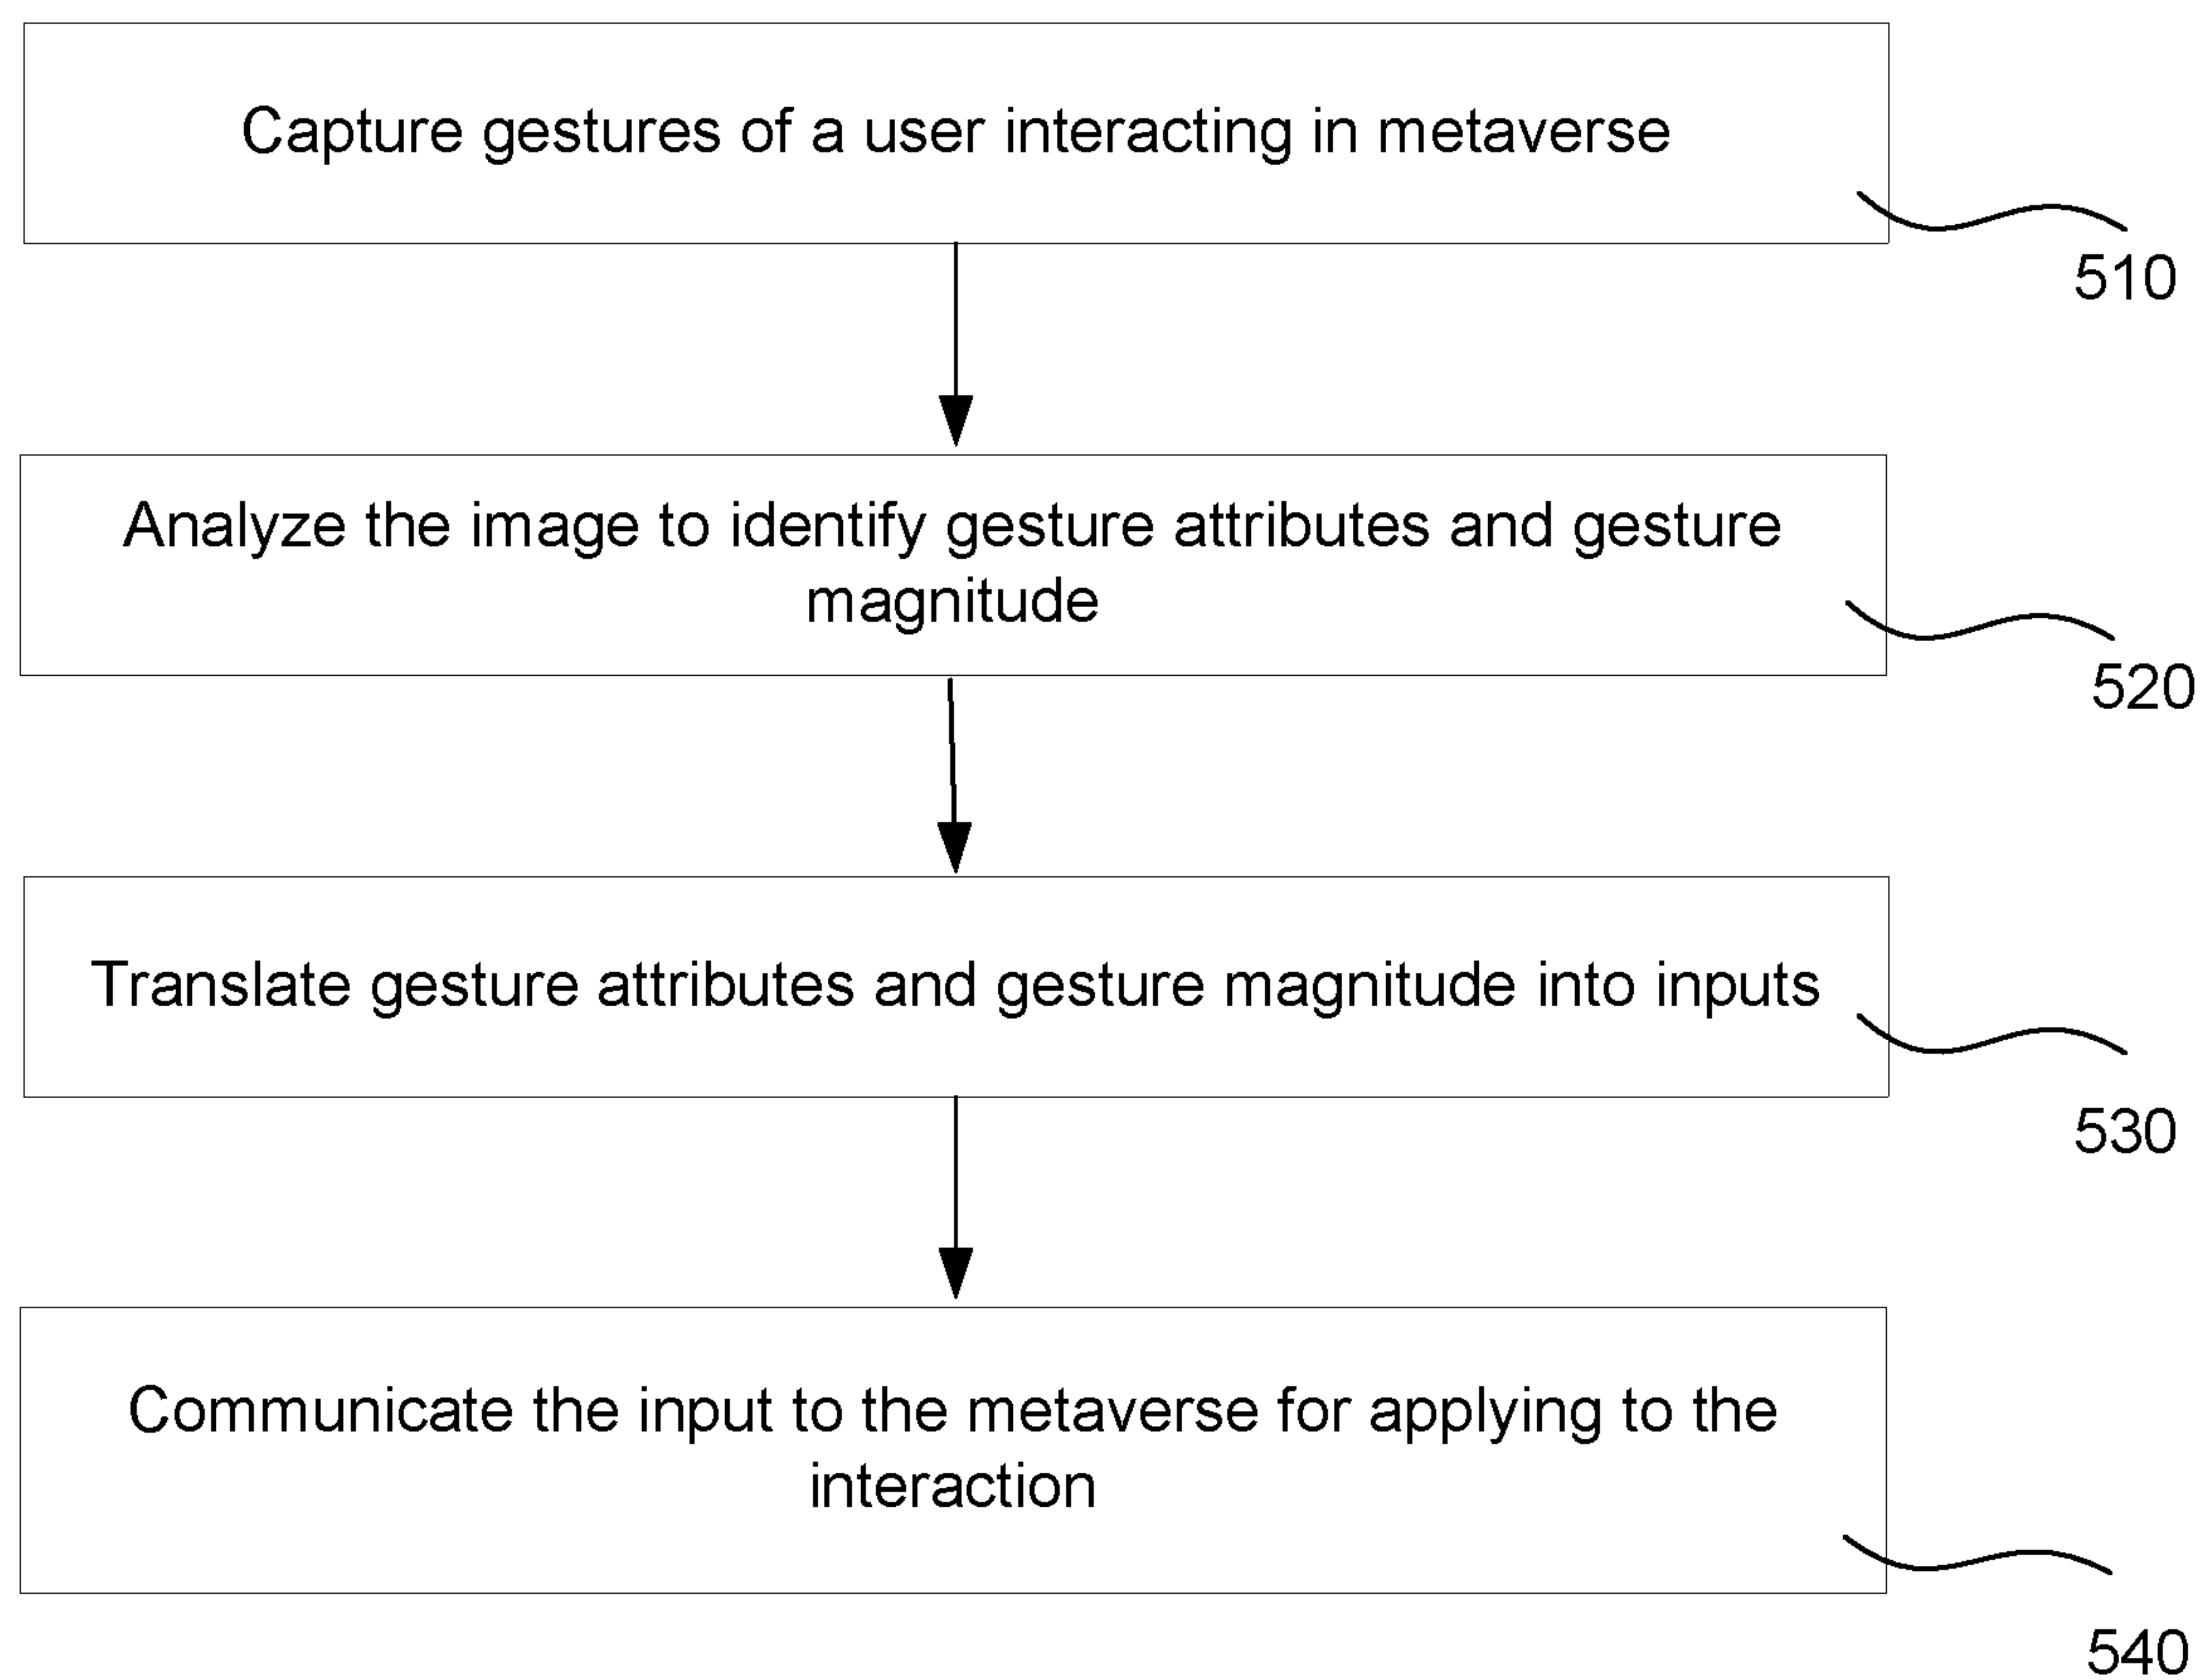 Capture gestures of a user interacting in metaverse
510
Analyze the image to identify gesture attributes and gesture
magnitude
520
Translate gesture attributes and gesture magnitude into inputs
530
Communicate the input to the metaverse for applying to the
interaction
540